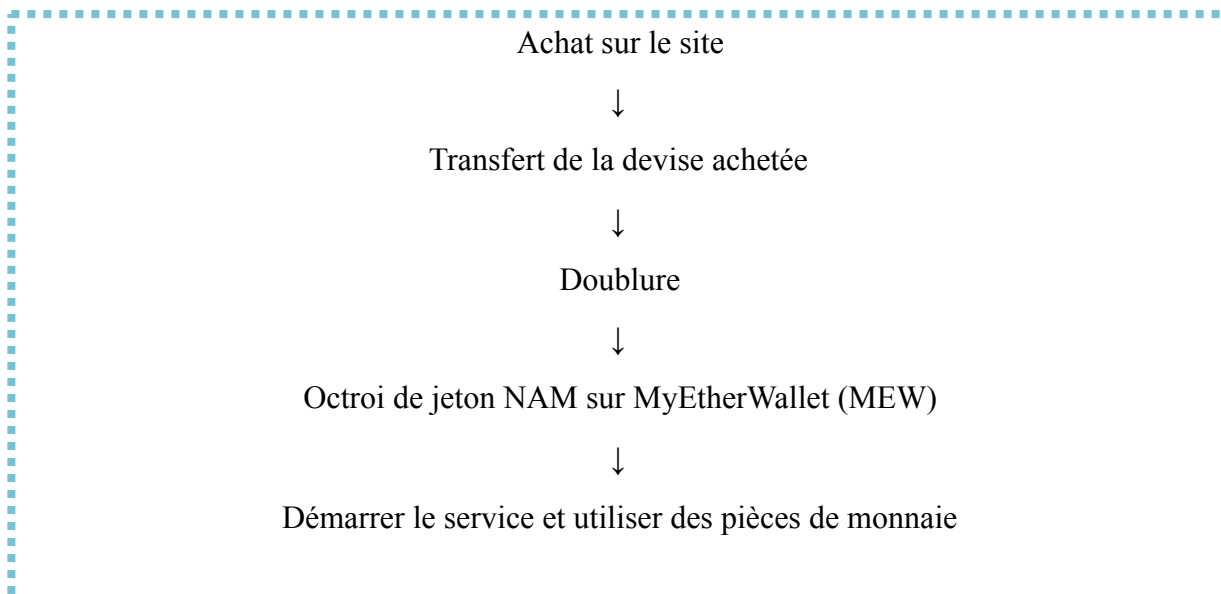 Achat sur le site
↓
Transfert de la devise achetée
↓
Doublure
↓
Octroi de jeton NAM sur MyEtherWallet (MEW)
↓
Démarrer le service et utiliser des pièces de monnaie